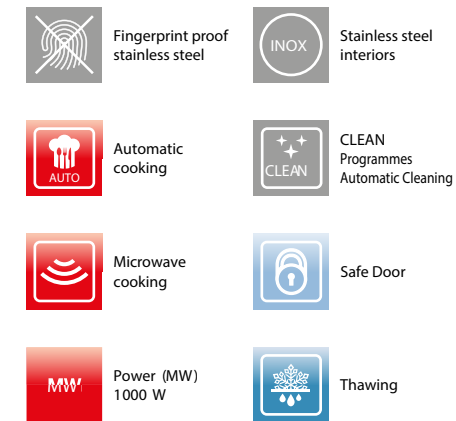 Fingerprint proof
stainless steel
INOX
Stainless steel
interiors
AUTO
Automatic
cooking
CLEAN
CLEAN
Programmes
Automatic Cleaning
Microwave
cooking
Safe Door
MW
Power (MW)
1000 W
Thawing